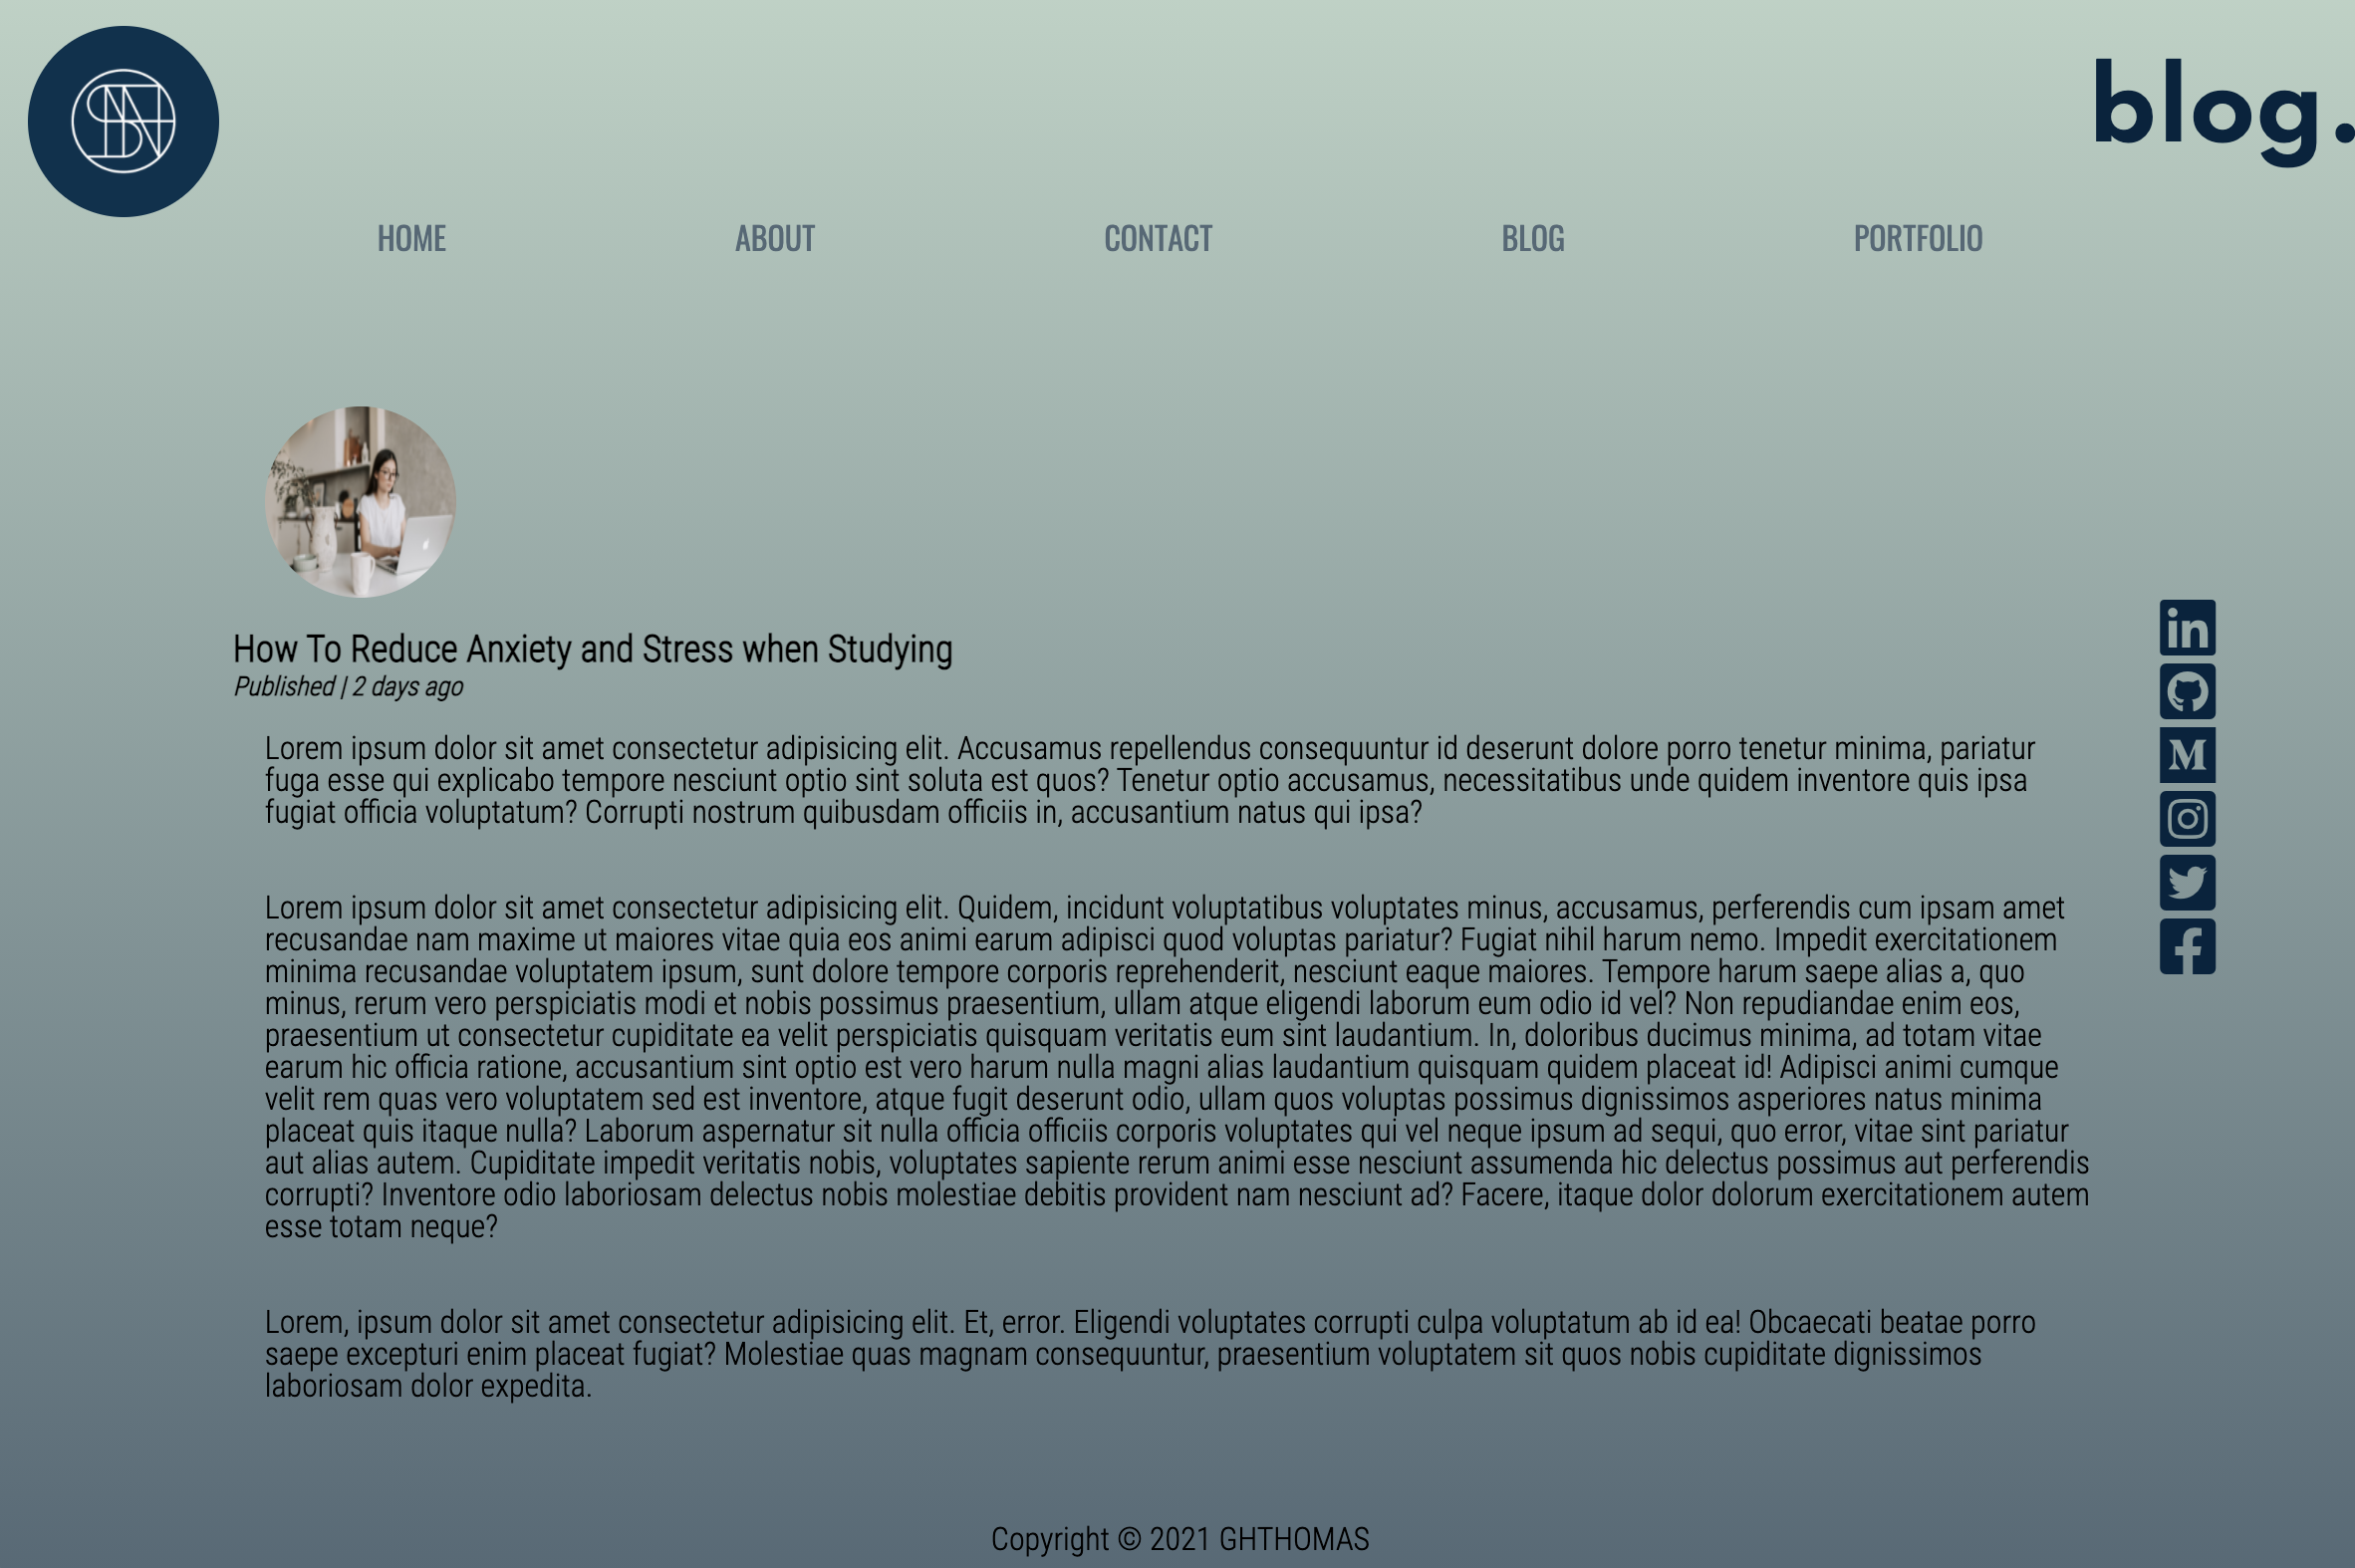 blog.
HOME ABOUT CONTACT BLOG PORTFOLIO
How To Reduce Anxiety and Stress when Studying
Published | 2 days ago
Lorem ipsum dolor sit amet consectetur adipisicing elit. Accusamus repellendus consequuntur id deserunt dolore porro tenetur minima, pariatur
fuga esse qui explicabo tempore nesciunt optio sint soluta est quos? Tenetur optio accusamus, necessitatibus unde quidem inventore quis ipsa
fugiat officia voluptatum? Corrupti nostrum quibusdam officiis in, accusantium natus qui ipsa?
Lorem ipsum dolor sit amet consectetur adipisicing elit. Quidem, incidunt voluptatibus voluptates minus, accusamus, perferendis cum ipsam amet
recusandae nam maxime ut maiores vitae quia eos animi earum adipisci quod voluptas pariatur? Fugiat nihil harum nemo. Impedit exercitationem
minima recusandae voluptatem ipsum, sunt dolore tempore corporis reprehenderit, nesciunt eaque maiores. Tempore harum saepe alias a, quo
minus, rerum vero perspiciatis modi et nobis possimus praesentium, ullam atque eligendi laborum eum odio id vel? Non repudiandae enim eos,
praesentium ut consectetur cupiditate ea velit perspiciatis quisquam veritatis eum sint laudantium. In, doloribus ducimus minima, ad totam vitae
earum hic officia ratione, accusantium sint optio est vero harum nulla magni alias laudantium quisquam quidem placeat id! Adipisci animi cumque
velit rem quas vero voluptatem sed est inventore, atque fugit deserunt odio, ullam quos voluptas possimus dignissimos asperiores natus minima
placeat quis itaque nulla? Laborum aspernatur sit nulla officia officiis corporis voluptates qui vel neque ipsum ad sequi, quo error, vitae sint pariatur
aut alias autem. Cupiditate impedit veritatis nobis, voluptates sapiente rerum animi esse nesciunt assumenda hic delectus possimus aut perferendis
corrupti? Inventore odio laboriosam delectus nobis molestiae debitis provident nam nesciunt ad? Facere, itaque dolor dolorum exercitationem autem
esse totam neque?
Lorem, ipsum dolor sit amet consectetur adipisicing elit. Et, error. Eligendi voluptates corrupti culpa voluptatum ab id ea! Obcaecati beatae porro
saepe excepturi enim placeat fugiat? Molestiae quas magnam consequuntur, praesentium voluptatem sit quos nobis cupiditate dignissimos
laboriosam dolor expedita.
Copyright © 2021 GHTHOMAS